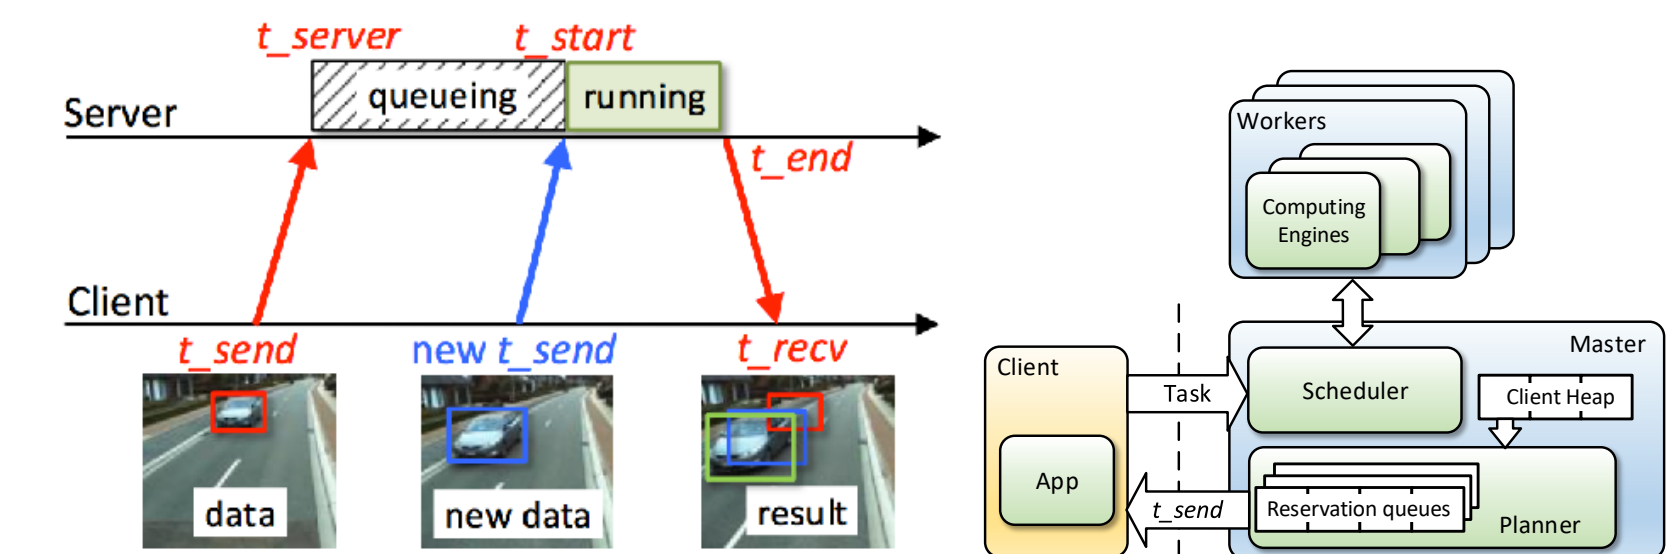 t_server
t_start
queueing
running
Server
t_end
Client
t_send
new t_send
t_recv
data
new data
result
Workers
Computing
Engines
Master
Client
Task
Scheduler
Client Heap
App
t_send
Reservation queues
Planner